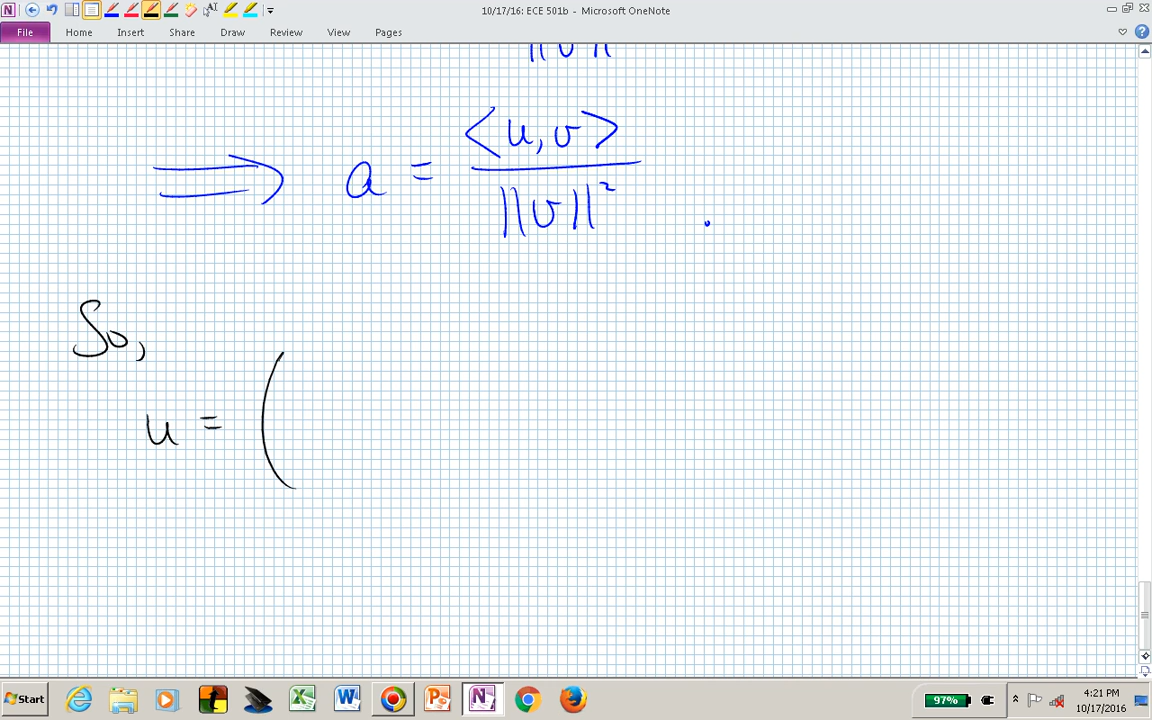 10/17/16: ECE 501b - Microsoft OneNote
File Home Insert Share Draw Review View Pages
||v||
⟹ a = <u,v> / ||v||² .
So,
u = (
Start
97%
4:21 PM
10/17/2016